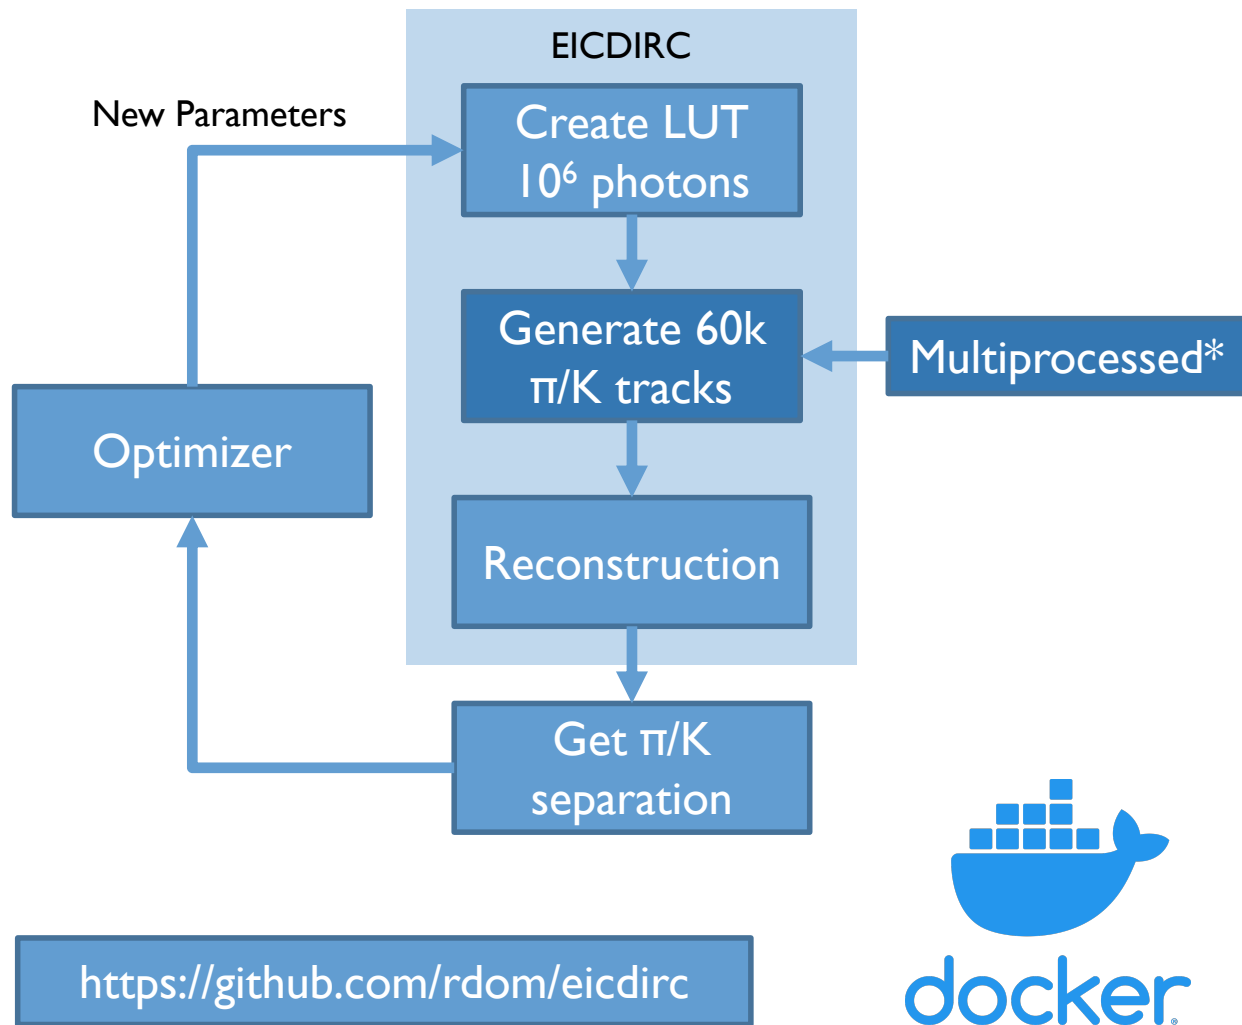 EICDIRC
New Parameters
Create LUT
10⁶ photons
Generate 60k
π/K tracks
Multiprocessed*
Optimizer
Reconstruction
Get π/K
separation
https://github.com/rdom/eicdirc
docker®